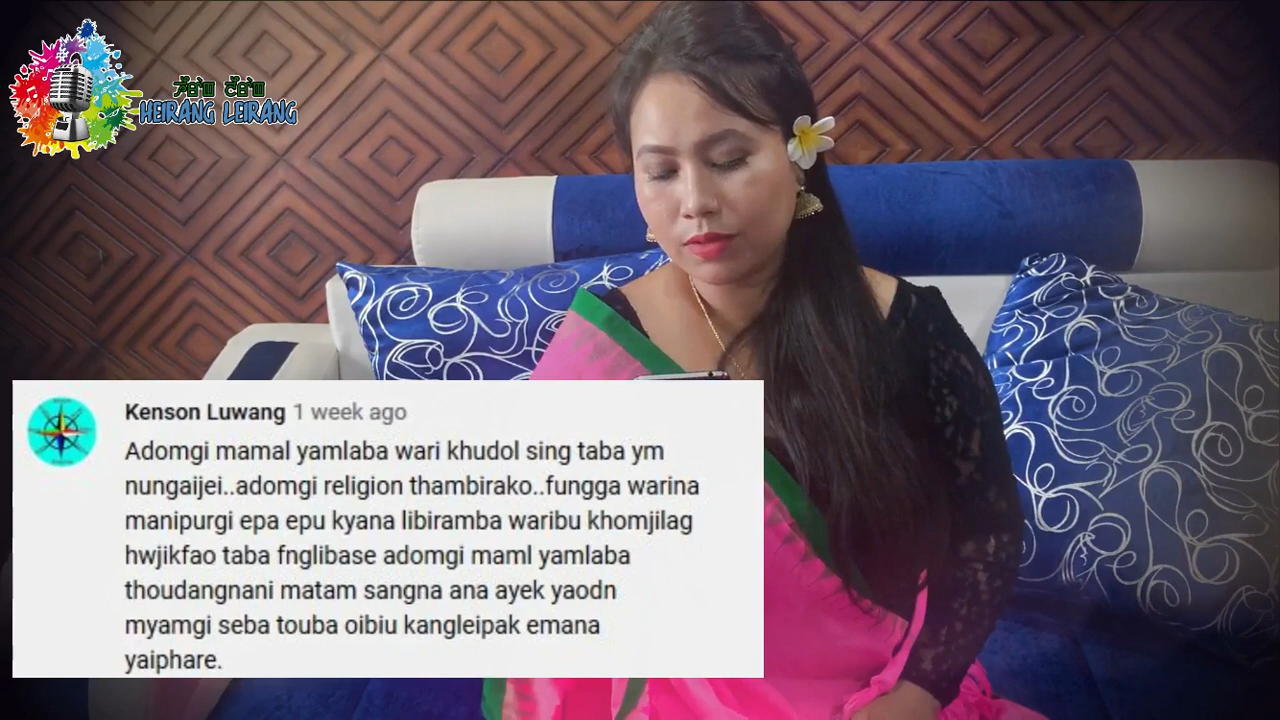 HEIRANG LEIRANG
Kenson Luwang 1 week ago
Adomgi mamal yamlaba wari khudol sing taba ym
nungaijei..adomgi religion thambirako..fungga warina
manipurgi epa epu kyana libiramba waribu khomjilag
hwjikfao taba fnglibase adomgi maml yamlaba
thoudangnani matam sangna ana ayek yaodn
myamgi seba touba oibiu kangleipak emana
yaiphare.